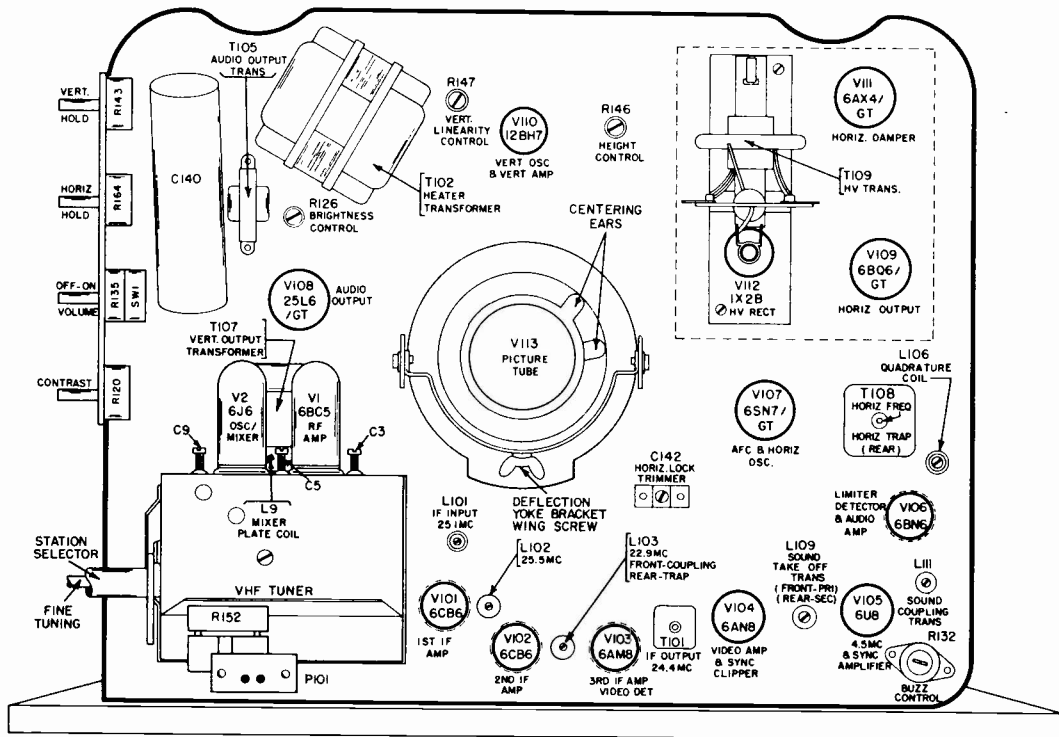 T105
AUDIO OUTPUT
TRANS
VERT.
HOLD
R143
C140
R147
VERT.
LINEARITY
CONTROL
V110
12BH7
VERT OSC
& VERT AMP
R146
HEIGHT
CONTROL
V111
6AX4/
GT
HORIZ. DAMPER
T109
HV TRANS.
HORIZ
HOLD
R164
T102
HEATER
TRANSFORMER
R126
BRIGHTNESS
CONTROL
CENTERING
EARS
V109
6BQ6/
GT
HORIZ OUTPUT
V112
1X2B
HV RECT
OFF-ON
VOLUME
R135
SW1
V108
25L6
/GT
AUDIO
OUTPUT
T107
VERT. OUTPUT
TRANSFORMER
V113
PICTURE
TUBE
CONTRAST
R120
V2
6J6
OSC/
MIXER
V1
6BC5
RF
AMP
C9
C3
C5
L9
MIXER
PLATE COIL
L106
QUADRATURE
COIL
V107
6SN7/
GT
AFC & HORIZ
OSC.
T108
HORIZ FREQ
HORIZ TRAP
(REAR)
C142
HORIZ. LOCK
TRIMMER
DEFLECTION
YOKE BRACKET
WING SCREW
L101
IF INPUT
25.1MC
LIMITER
DETECTOR
& AUDIO
AMP
V106
6BN6
STATION
SELECTOR
FINE
TUNING
VHF TUNER
R152
P101
L102
25.5MC
L103
22.9MC
FRONT-COUPLING
REAR-TRAP
L109
SOUND
TAKE OFF
TRANS
(FRONT-PRI)
(REAR-SEC)
L111
SOUND
COUPLING
TRANS
V101
6CB6
1ST IF
AMP
V102
6CB6
2ND IF
AMP
V103
6AM8
3RD IF AMP
VIDEO DET
T101
IF OUTPUT
24.4MC
V104
6AN8
VIDEO AMP
& SYNC
CLIPPER
V105
6U8
4.5MC
& SYNC
AMPLIFIER
R132
BUZZ
CONTROL